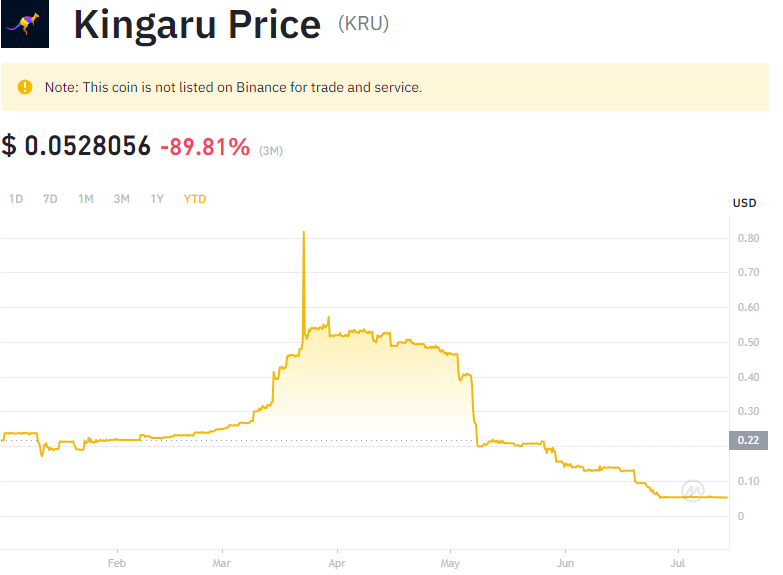 Kingaru Price (KRU)
Note: This coin is not listed on Binance for trade and service.
$ 0.0528056 -89.81% (3M)
1D 7D 1M 3M 1Y YTD
USD
0.80
0.70
0.60
0.50
0.40
0.30
0.22
0.10
0
Feb Mar Apr May Jun Jul